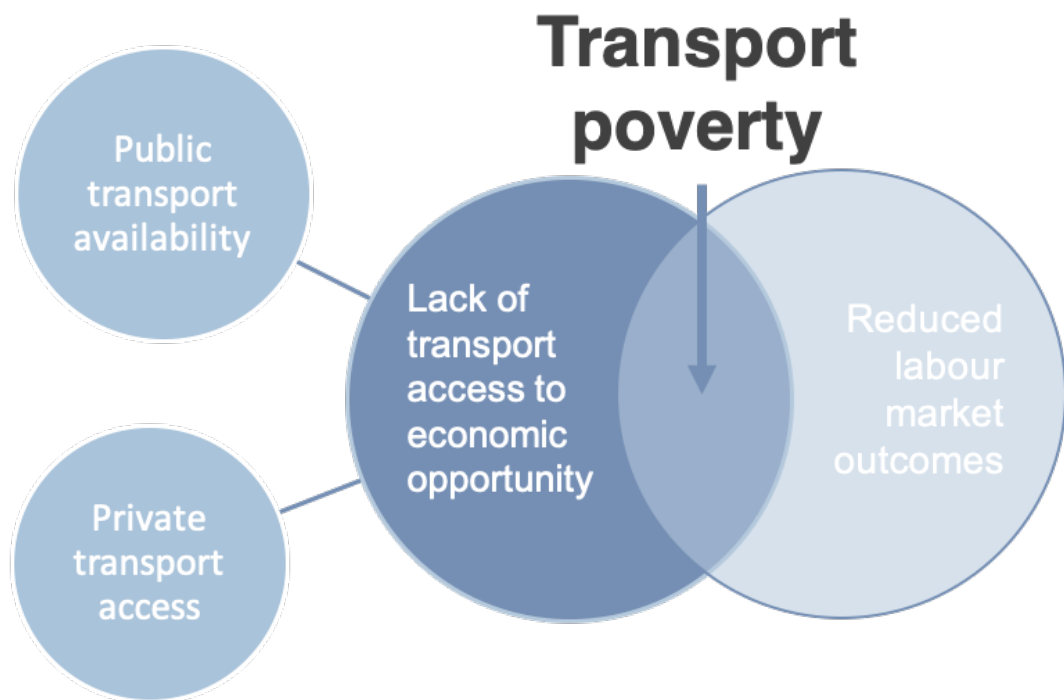 Transport
poverty
Public
transport
availability
Lack of
transport
access to
economic
opportunity
Reduced
labour
market
outcomes
Private
transport
access